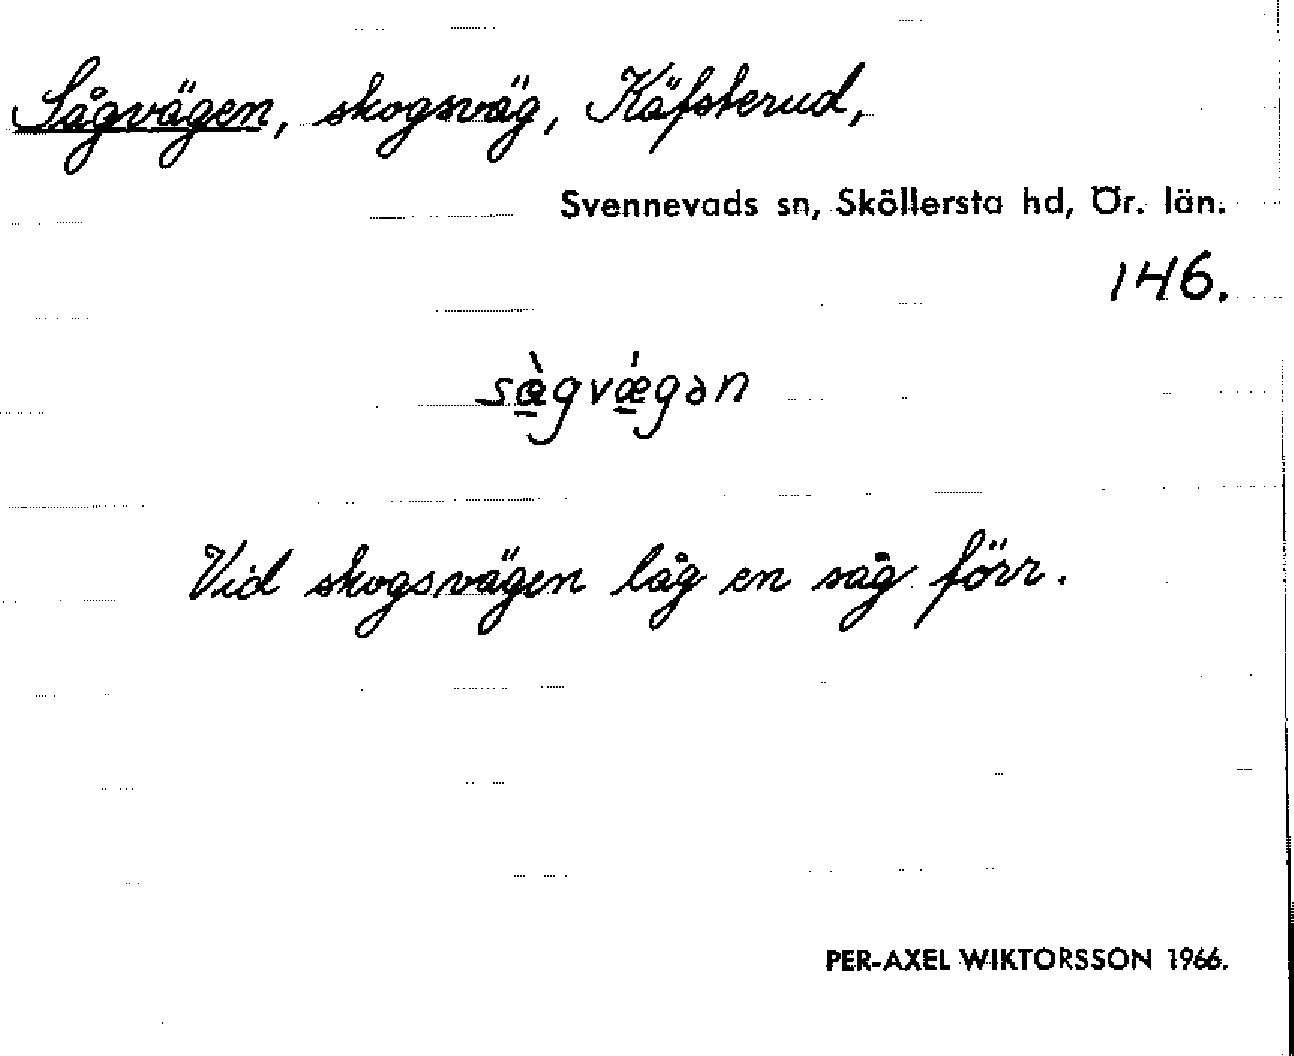 Sågvägen, skogsväg, Käfsterud,
Svennevads sn, Sköllersta hd, Ör. län.
146.
sàgvǽgən
Vid skogsvägen låg en såg förr.
PER-AXEL WIKTORSSON 1966.